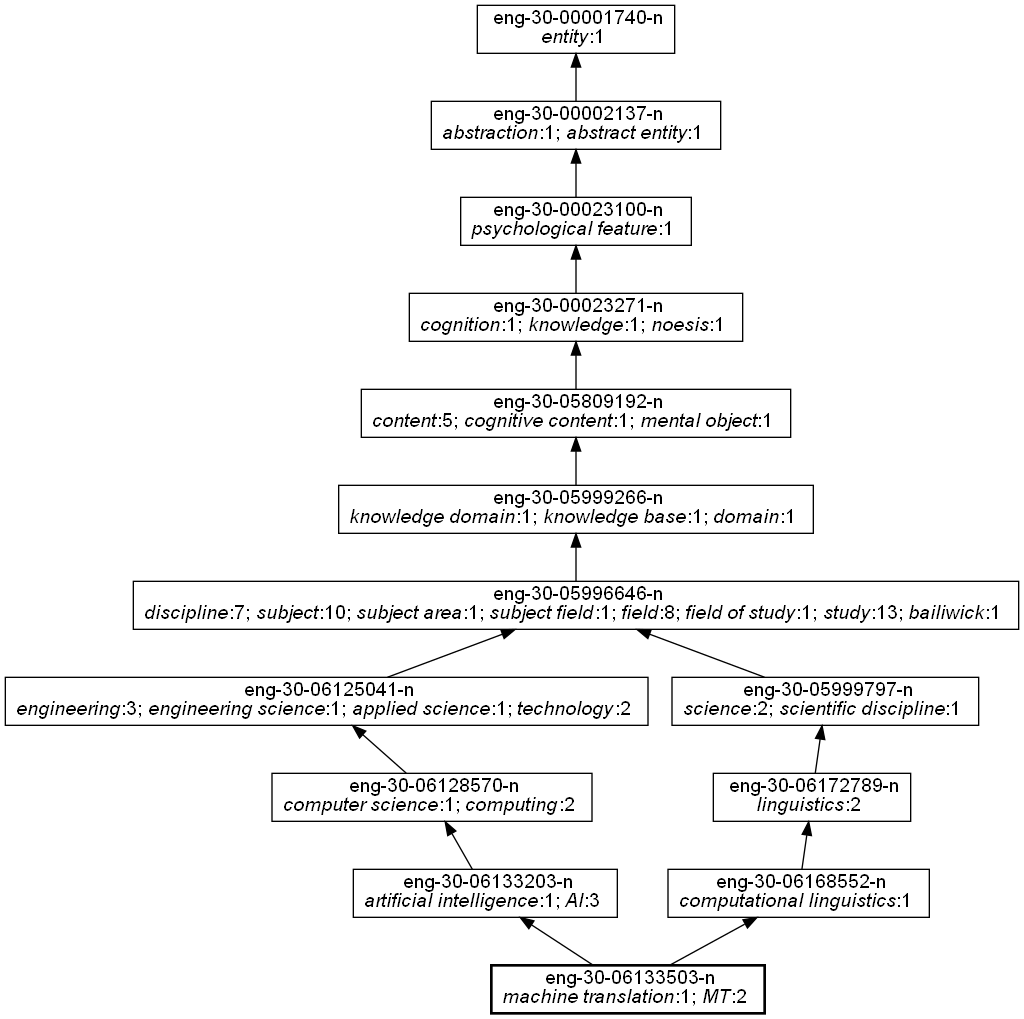 eng-30-00001740-n
entity:1
eng-30-00002137-n
abstraction:1; abstract entity:1
eng-30-00023100-n
psychological feature:1
eng-30-00023271-n
cognition:1; knowledge:1; noesis:1
eng-30-05809192-n
content:5; cognitive content:1; mental object:1
eng-30-05999266-n
knowledge domain:1; knowledge base:1; domain:1
eng-30-05996646-n
discipline:7; subject:10; subject area:1; subject field:1; field:8; field of study:1; study:13; bailiwick:1
eng-30-06125041-n
engineering:3; engineering science:1; applied science:1; technology:2
eng-30-05999797-n
science:2; scientific discipline:1
eng-30-06128570-n
computer science:1; computing:2
eng-30-06172789-n
linguistics:2
eng-30-06133203-n
artificial intelligence:1; AI:3
eng-30-06168552-n
computational linguistics:1
eng-30-06133503-n
machine translation:1; MT:2